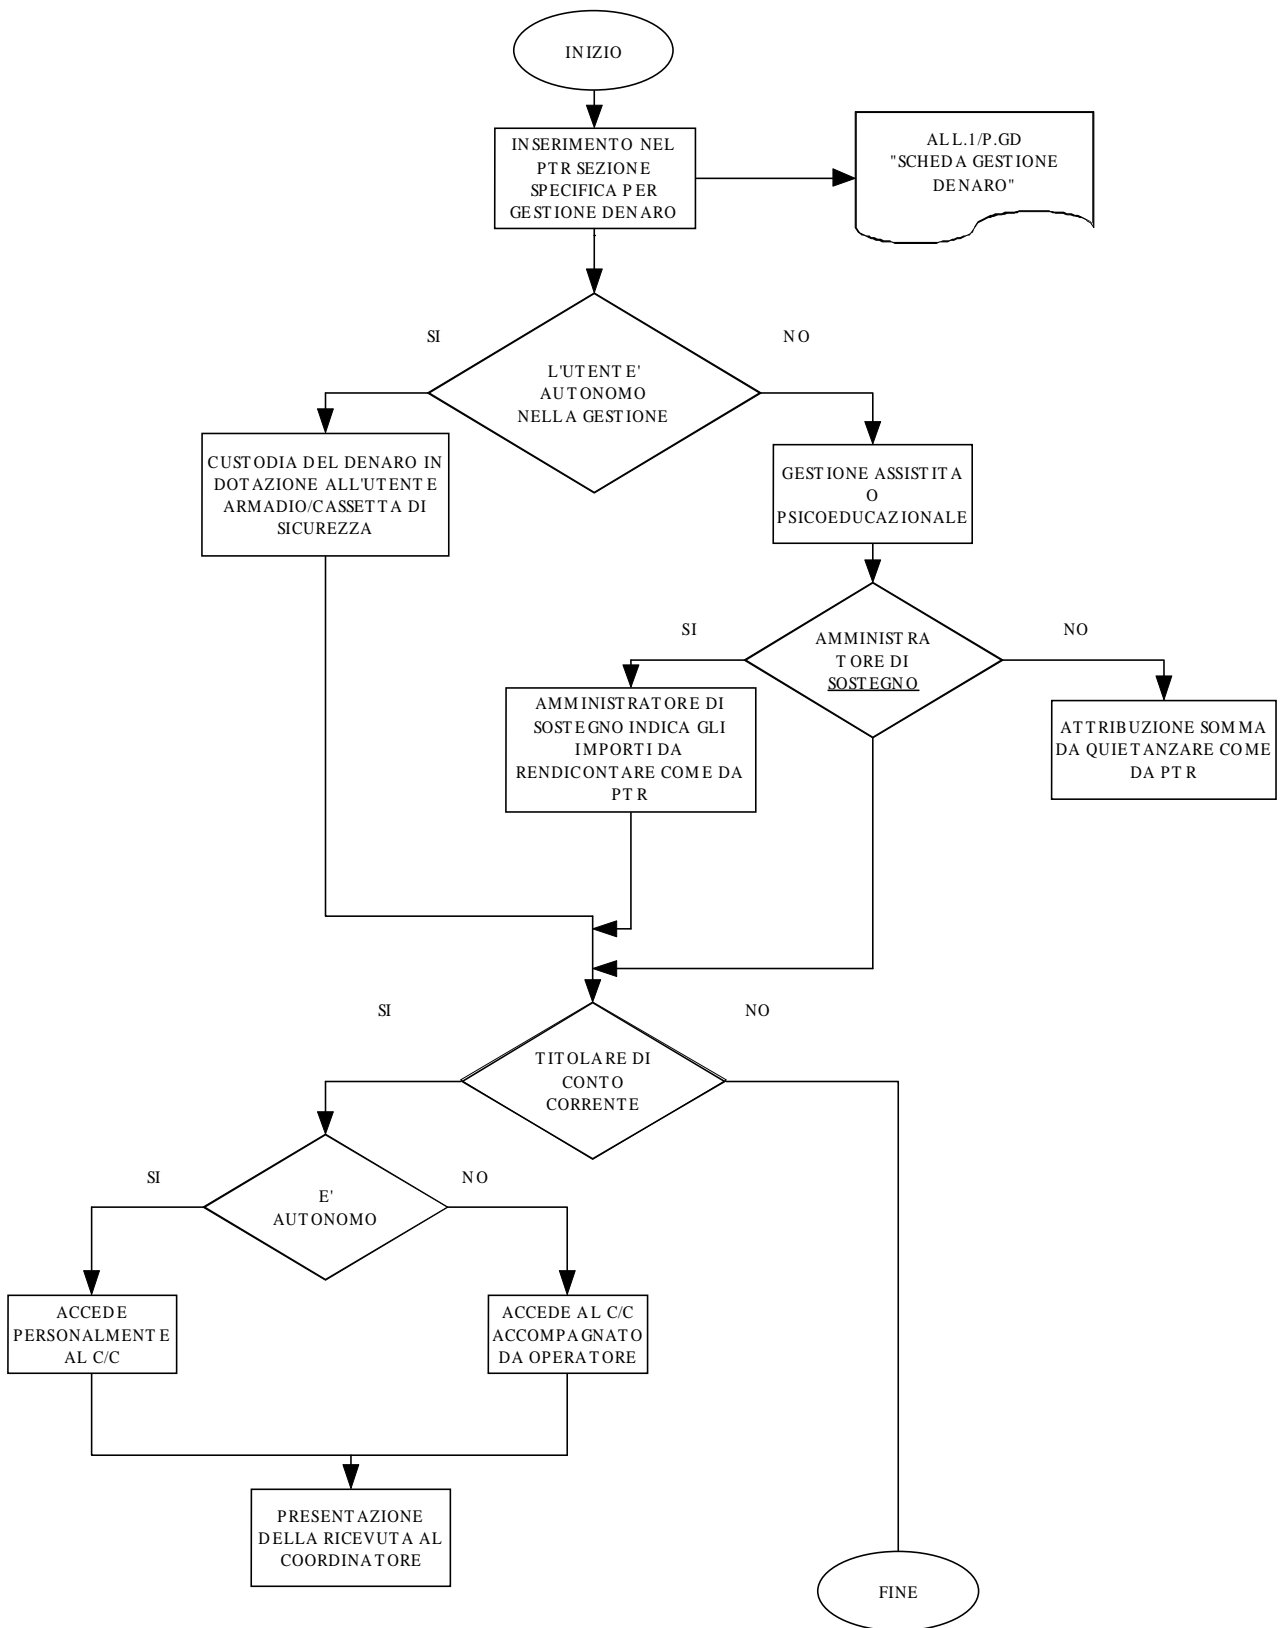 INIZIO
INSERIMENTO NEL
PTR SEZIONE
SPECIFICA PER
GESTIONE DENARO
ALL.1/P.GD
"SCHEDA GESTIONE
DENARO"
SI
NO
L'UTENTE'
AUTONOMO
NELLA GESTIONE
CUSTODIA DEL DENARO IN
DOTAZIONE ALL'UTENTE
ARMADIO/CASSETTA DI
SICUREZZA
GESTIONE ASSISTITA
O
PSICOEDUCAZIONALE
SI
NO
AMMINISTRA
TORE DI
SOSTEGNO
AMMINISTRATORE DI
SOSTEGNO INDICA GLI
IMPORTI DA
RENDICONTARE COME DA
PTR
ATTRIBUZIONE SOMMA
DA QUIETANZARE COME
DA PTR
SI
NO
TITOLARE DI
CONTO
CORRENTE
SI
NO
E'
AUTONOMO
ACCEDE
PERSONALMENTE
AL C/C
ACCEDE AL C/C
ACCOMPAGNATO
DA OPERATORE
PRESENTAZIONE
DELLA RICEVUTA AL
COORDINATORE
FINE